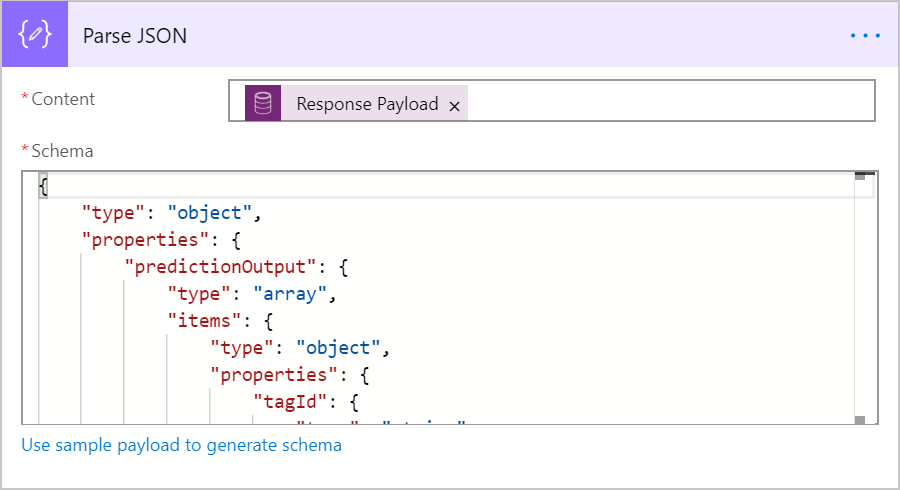 Parse JSON
* Content
Response Payload ×
* Schema
{
"type": "object",
"properties": {
"predictionOutput": {
"type": "array",
"items": {
"type": "object",
"properties": {
"tagId": {
Use sample payload to generate schema